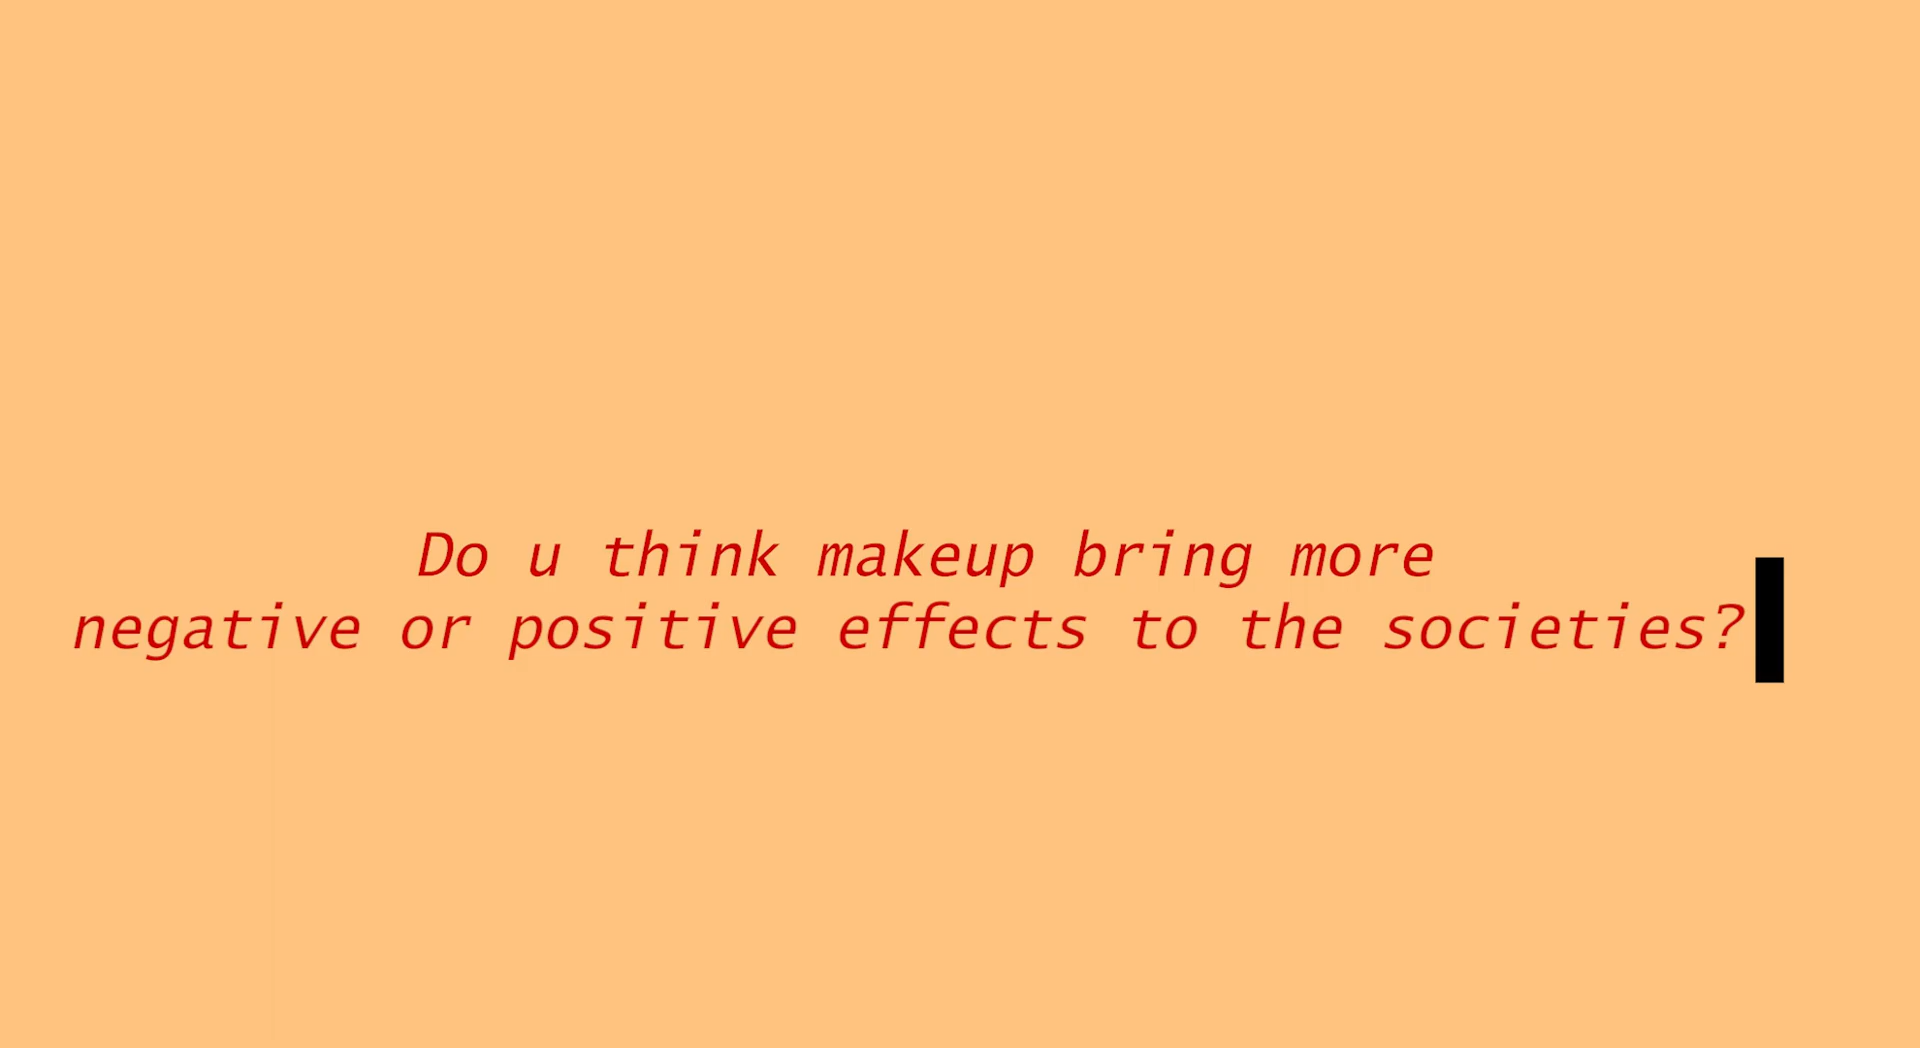 Do u think makeup bring more
negative or positive effects to the societies?